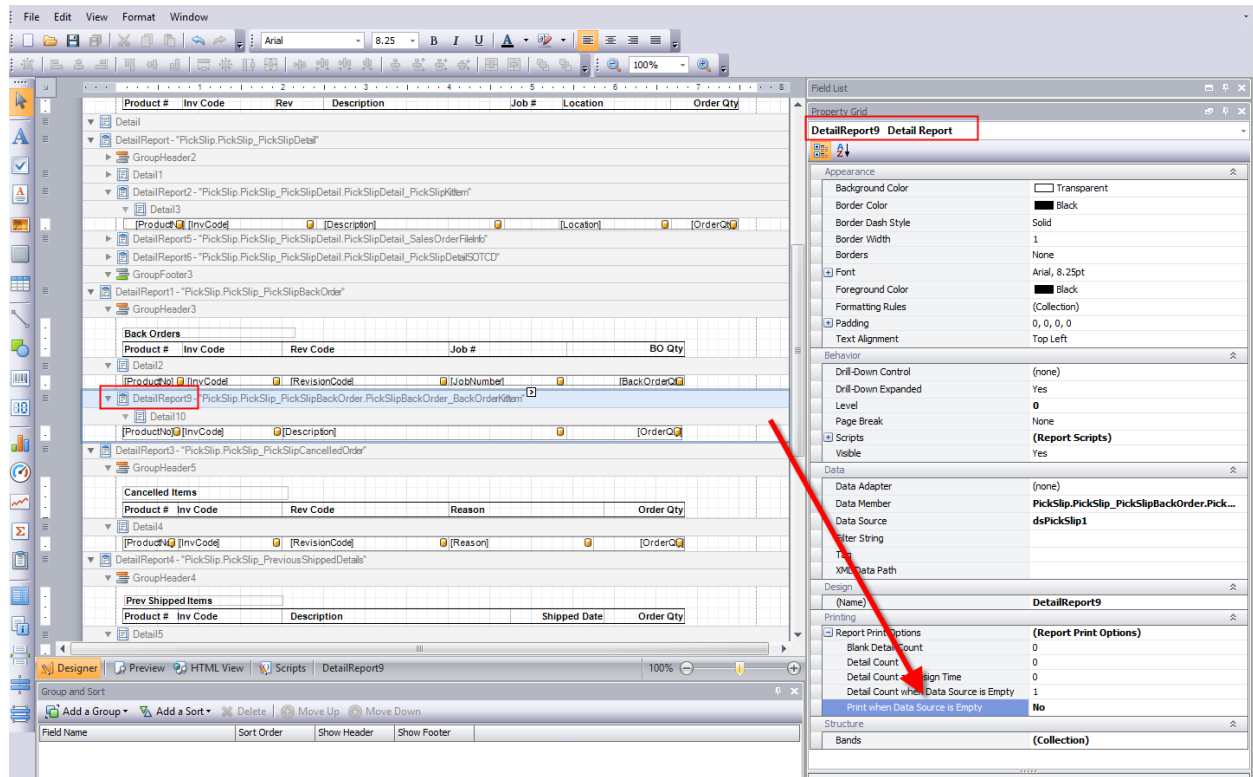 File Edit View Format Window
Arial 8.25 B I U A
100%
2 3 4 5 6 7 8
Product # Inv Code Rev Description Job # Location Order Qty
Detail
DetailReport - "PickSlip.PickSlip_PickSlipDetail"
GroupHeader2
Detail1
DetailReport2 - "PickSlip.PickSlip_PickSlipDetail.PickSlipDetail_PickSlipKitItem"
Detail3
[InvCode] [Description] [Location]
DetailReport5 - "PickSlip.PickSlip_PickSlipDetail.PickSlipDetail_SalesOrderFileInfo"
DetailReport6 - "PickSlip.PickSlip_PickSlipDetail.PickSlipDetail_PickSlipDetailSOTCD"
GroupFooter3
DetailReport1 - "PickSlip.PickSlip_PickSlipBackOrder"
GroupHeader3
Back Orders
Product # Inv Code Rev Code Job # BO Qty
Detail2
[ProductNo] [InvCode] [RevisionCode] [JobNumber]
DetailReport9 - "PickSlip.PickSlip_PickSlipBackOrder.PickSlipBackOrder_BackOrderKitItem"
Detail10
[ProductNo] [InvCode] [Description]
DetailReport3 - "PickSlip.PickSlip_PickSlipCancelledOrder"
GroupHeader5
Cancelled Items
Product # Inv Code Rev Code Reason Order Qty
Detail4
[InvCode] [RevisionCode] [Reason]
DetailReport4 - "PickSlip.PickSlip_PreviousShippedDetails"
GroupHeader4
Prev Shipped Items
Product # Inv Code Description Shipped Date Order Qty
Detail5
Designer Preview HTML View Scripts DetailReport9 100%
Group and Sort
Add a Group Add a Sort Delete Move Up Move Down
Field Name Sort Order Show Header Show Footer
Field List
Property Grid
DetailReport9 Detail Report
Appearance
Background Color Transparent
Border Color Black
Border Dash Style Solid
Border Width 1
Borders None
Font Arial, 8.25pt
Foreground Color Black
Formatting Rules (Collection)
Padding 0, 0, 0, 0
Text Alignment Top Left
Behavior
Drill-Down Control (none)
Drill-Down Expanded Yes
Level 0
Page Break None
Scripts (Report Scripts)
Visible Yes
Data
Data Adapter (none)
Data Member PickSlip.PickSlip_PickSlipBackOrder.Pick...
Data Source dsPickSlip1
Filter String
XML Data Path
Design
(Name) DetailReport9
Printing
Report Print Options (Report Print Options)
Blank Detail Count 0
Detail Count 0
Detail Count Design Time 0
Detail Count when Data Source is Empty 1
Print when Data Source is Empty No
Structure
Bands (Collection)